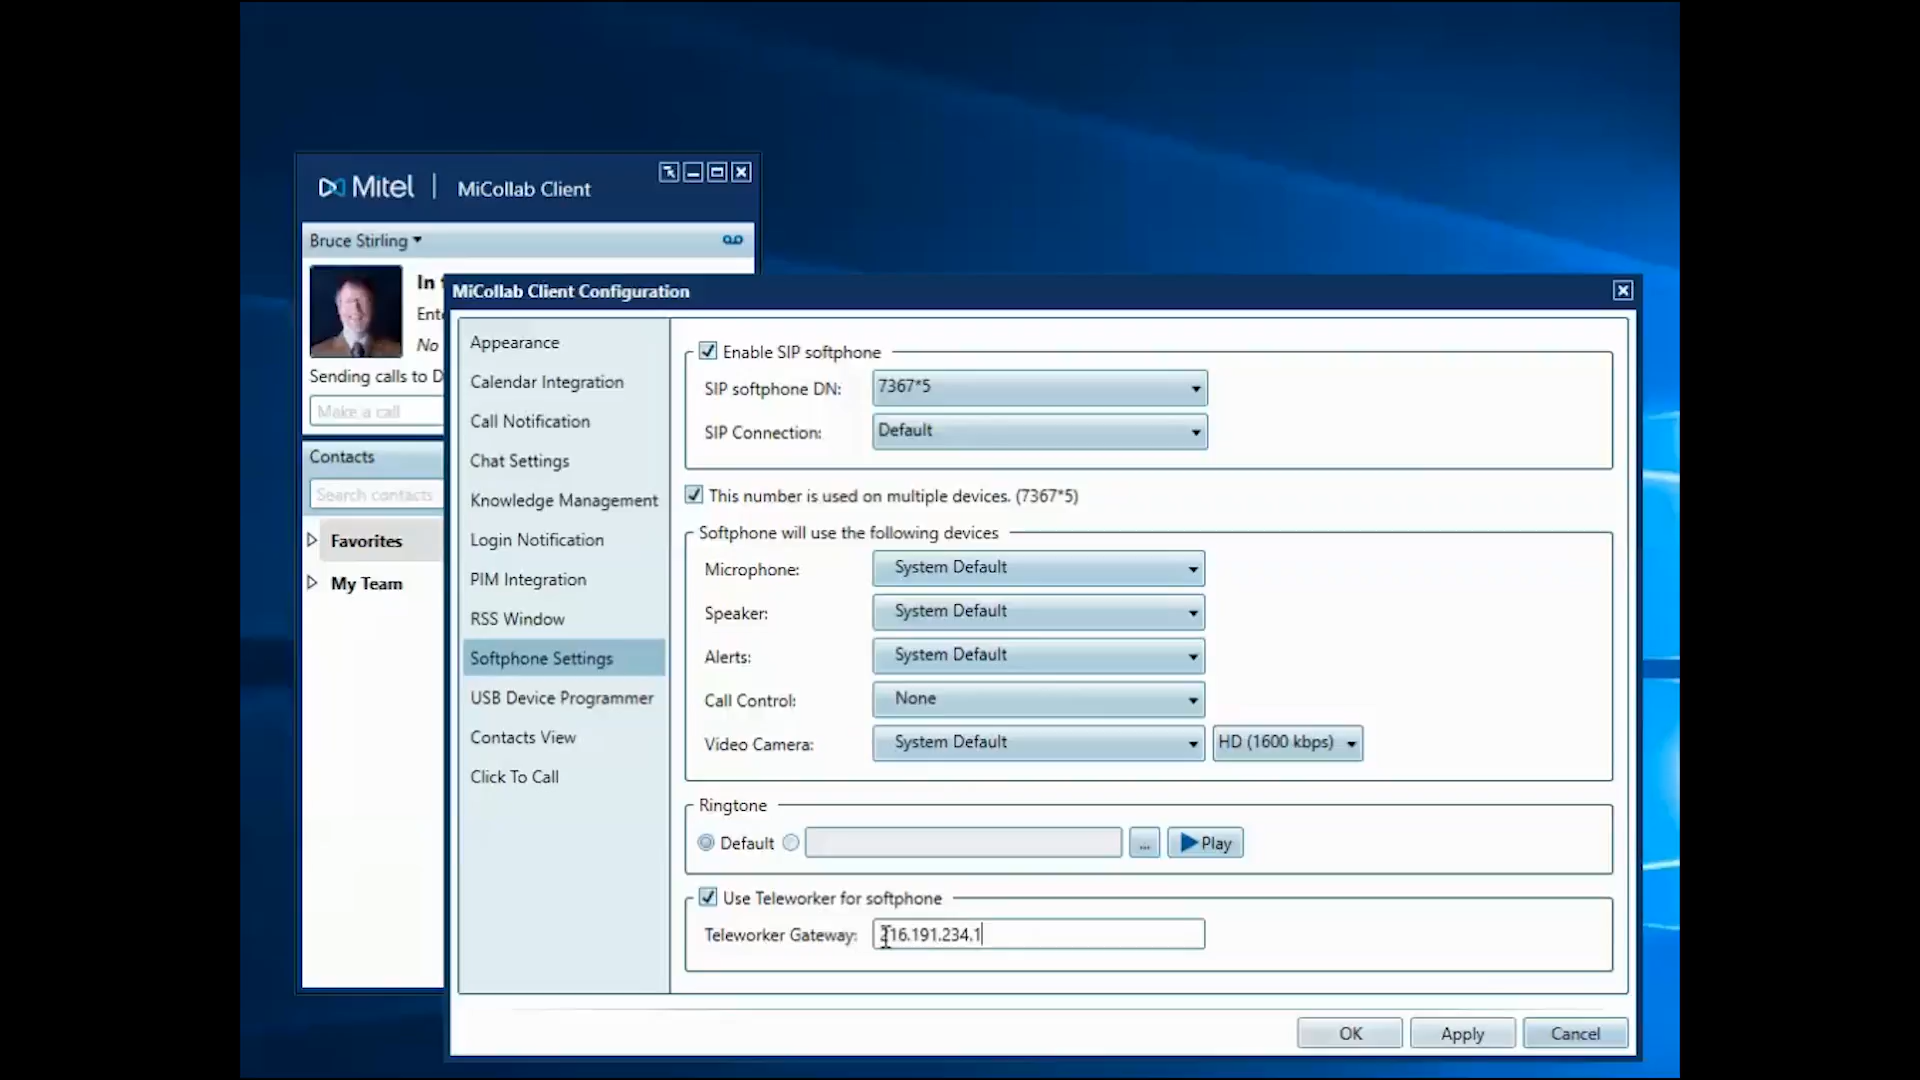 Mitel | MiCollab Client
Bruce Stirling
In
Ente
No
Sending calls to D
Make a call
Contacts
Search contacts
Favorites
My Team
MiCollab Client Configuration
Appearance
Calendar Integration
Call Notification
Chat Settings
Knowledge Management
Login Notification
PIM Integration
RSS Window
Softphone Settings
USB Device Programmer
Contacts View
Click To Call
Enable SIP softphone
SIP softphone DN: 7367*5
SIP Connection: Default
This number is used on multiple devices. (7367*5)
Softphone will use the following devices
Microphone: System Default
Speaker: System Default
Alerts: System Default
Call Control: None
Video Camera: System Default HD (1600 kbps)
Ringtone
Default ... Play
Use Teleworker for softphone
Teleworker Gateway: 216.191.234.1
OK Apply Cancel